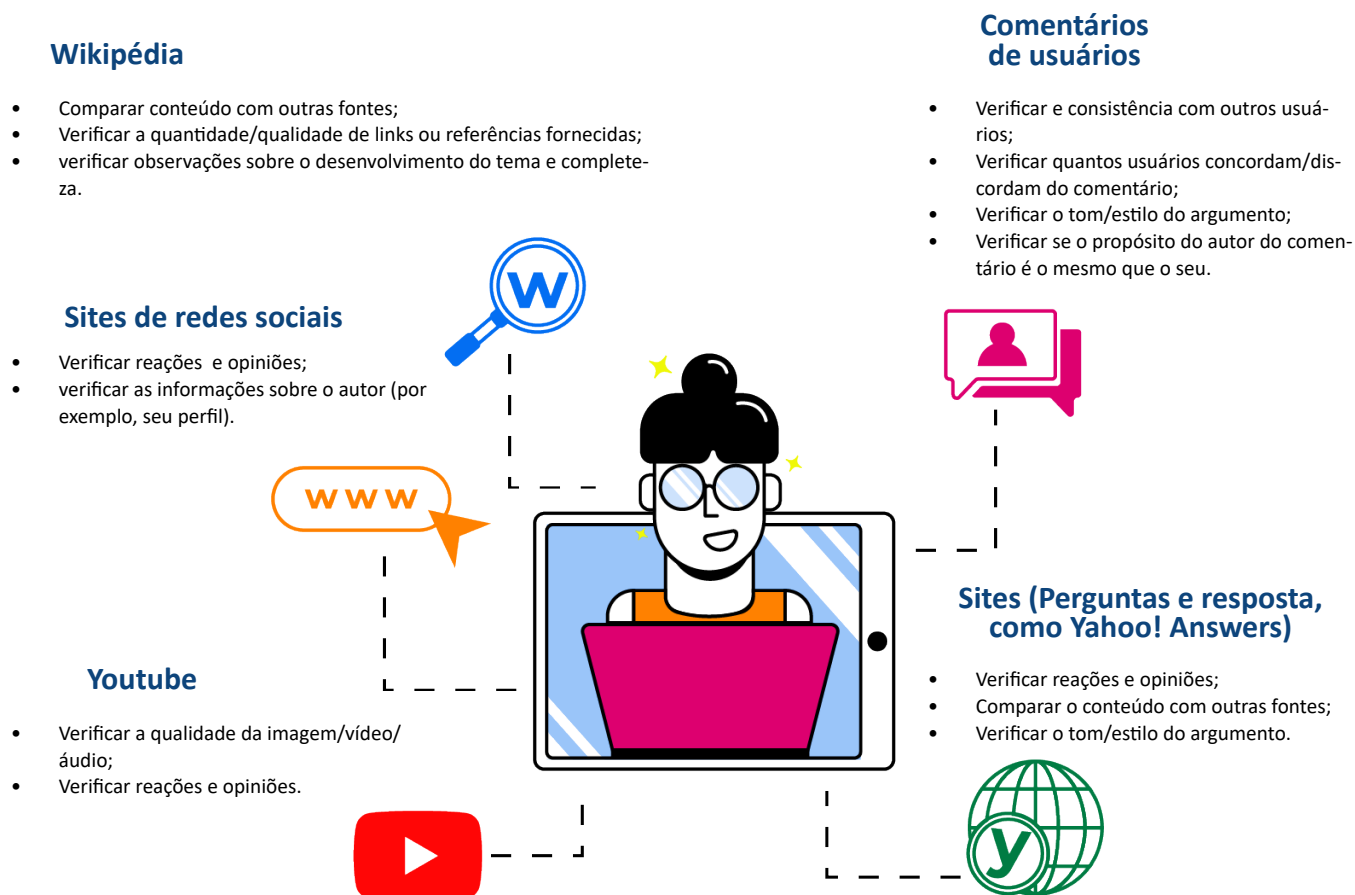 Wikipédia
• Comparar conteúdo com outras fontes;
• Verificar a quantidade/qualidade de links ou referências fornecidas;
• verificar observações sobre o desenvolvimento do tema e complete-
za.
Comentários
de usuários
• Verificar e consistência com outros usuá-
rios;
• Verificar quantos usuários concordam/dis-
cordam do comentário;
• Verificar o tom/estilo do argumento;
• Verificar se o propósito do autor do comen-
tário é o mesmo que o seu.
W
Sites de redes sociais
• Verificar reações e opiniões;
• verificar as informações sobre o autor (por
exemplo, seu perfil).
W W W
Sites (Perguntas e resposta,
como Yahoo! Answers)
• Verificar reações e opiniões;
• Comparar o conteúdo com outras fontes;
• Verificar o tom/estilo do argumento.
Youtube
• Verificar a qualidade da imagem/vídeo/
áudio;
• Verificar reações e opiniões.
y